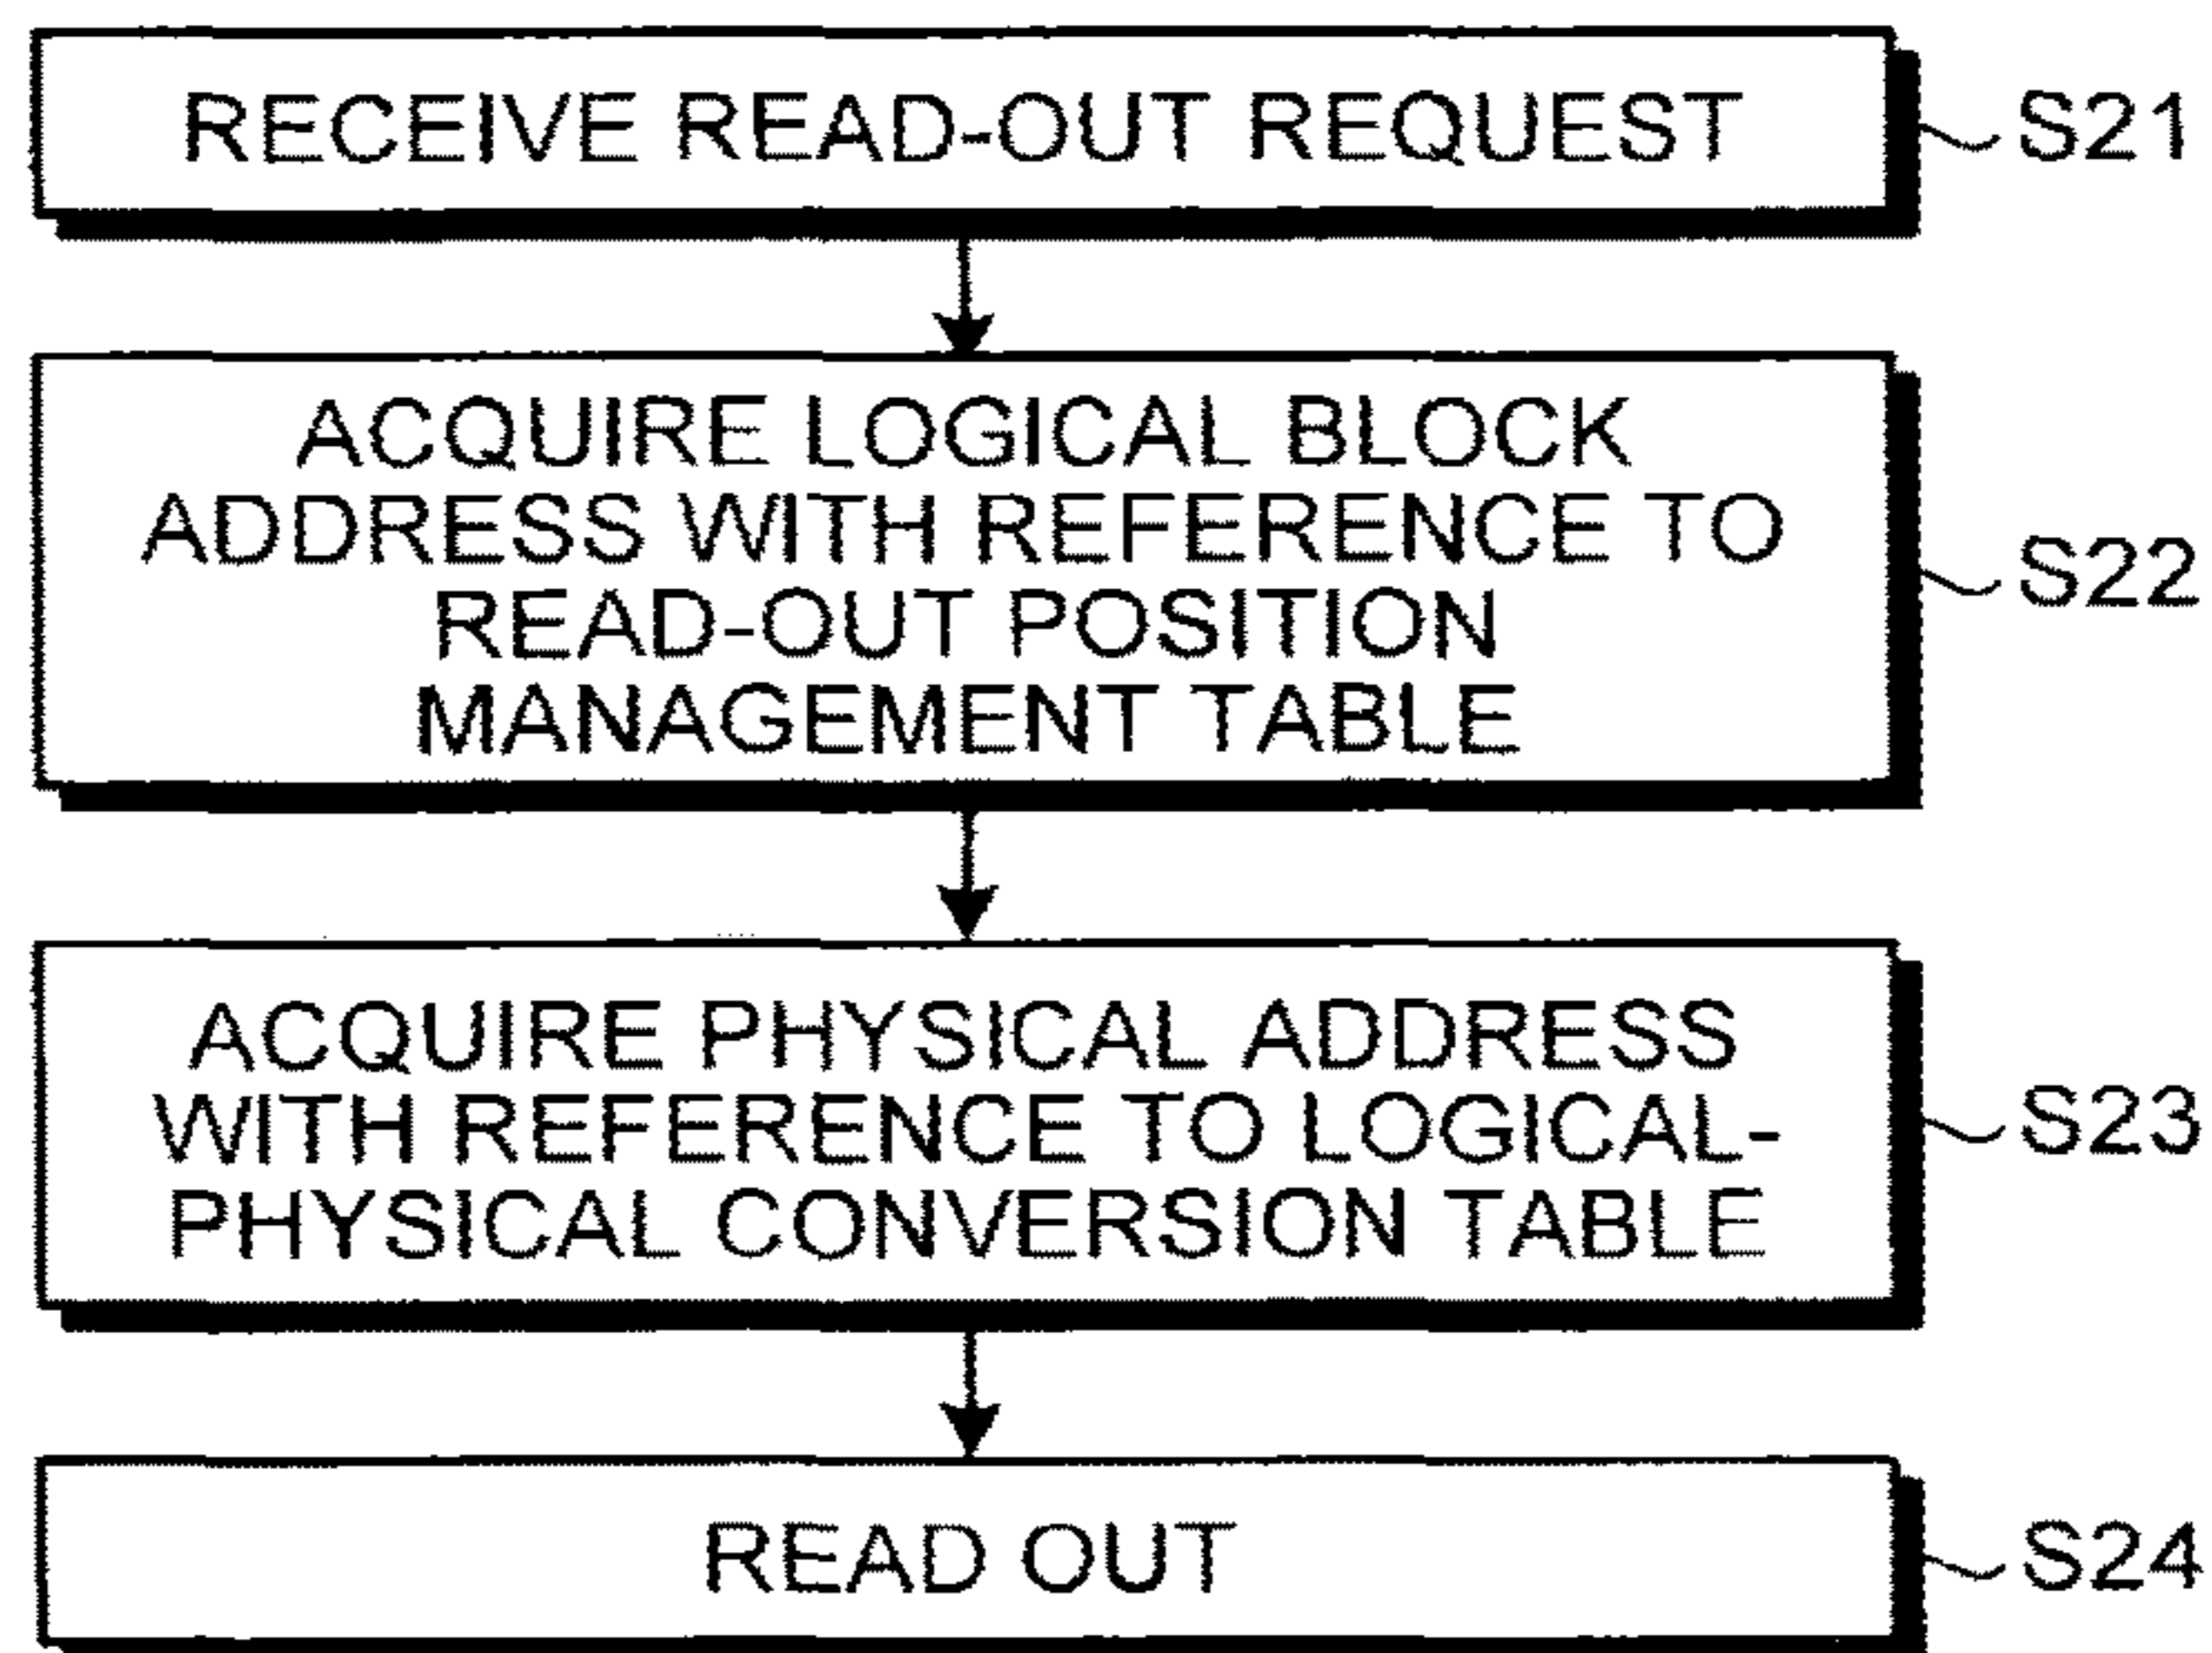 RECEIVE READ-OUT REQUEST
S21
ACQUIRE LOGICAL BLOCK
ADDRESS WITH REFERENCE TO
READ-OUT POSITION
MANAGEMENT TABLE
S22
ACQUIRE PHYSICAL ADDRESS
WITH REFERENCE TO LOGICAL-
PHYSICAL CONVERSION TABLE
S23
READ OUT
S24